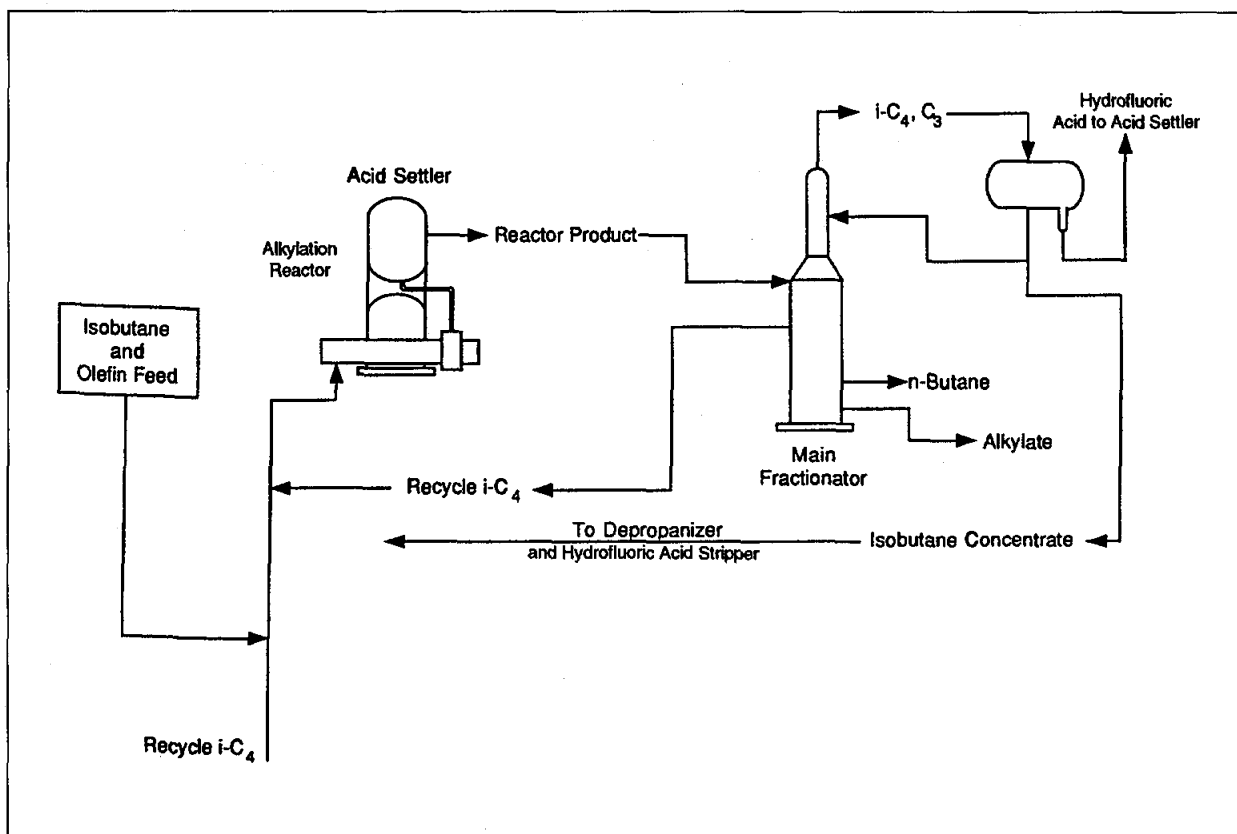 i-C4, C3
Hydrofluoric
Acid to Acid Settler
Acid Settler
Alkylation
Reactor
Reactor Product
Isobutane
and
Olefin Feed
n-Butane
Alkylate
Main
Fractionator
Recycle i-C4
To Depropanizer
and Hydrofluoric Acid Stripper
Isobutane Concentrate
Recycle i-C4